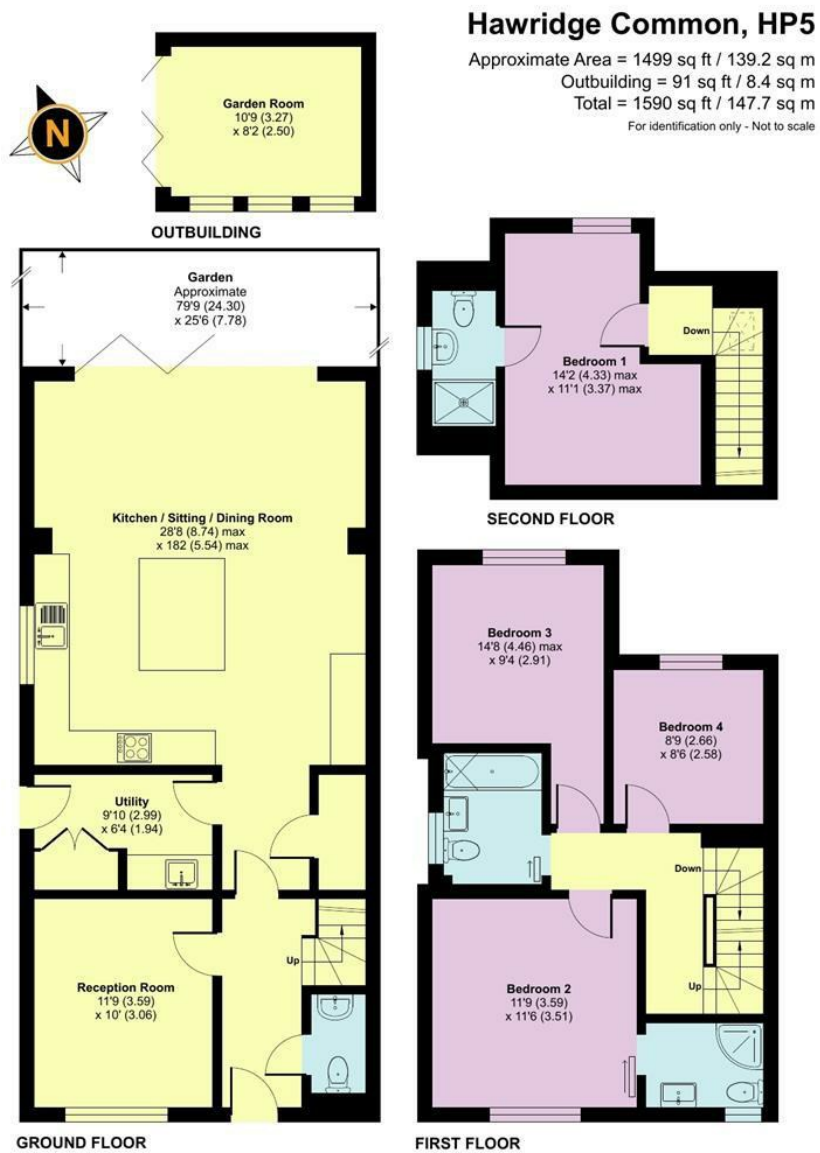 Hawridge Common, HP5
Approximate Area = 1499 sq ft / 139.2 sq m
Outbuilding = 91 sq ft / 8.4 sq m
Total = 1590 sq ft / 147.7 sq m
For identification only - Not to scale
N
Garden Room
10'9 (3.27)
x 8'2 (2.50)
OUTBUILDING
Garden
Approximate
79'9 (24.30)
x 25'6 (7.78)
Kitchen / Sitting / Dining Room
28'8 (8.74) max
x 182 (5.54) max
Utility
9'10 (2.99)
x 6'4 (1.94)
Reception Room
11'9 (3.59)
x 10' (3.06)
Up
GROUND FLOOR
Bedroom 1
14'2 (4.33) max
x 11'1 (3.37) max
Down
SECOND FLOOR
Bedroom 3
14'8 (4.46) max
x 9'4 (2.91)
Bedroom 4
8'9 (2.66)
x 8'6 (2.58)
Down
Up
Bedroom 2
11'9 (3.59)
x 11'6 (3.51)
FIRST FLOOR